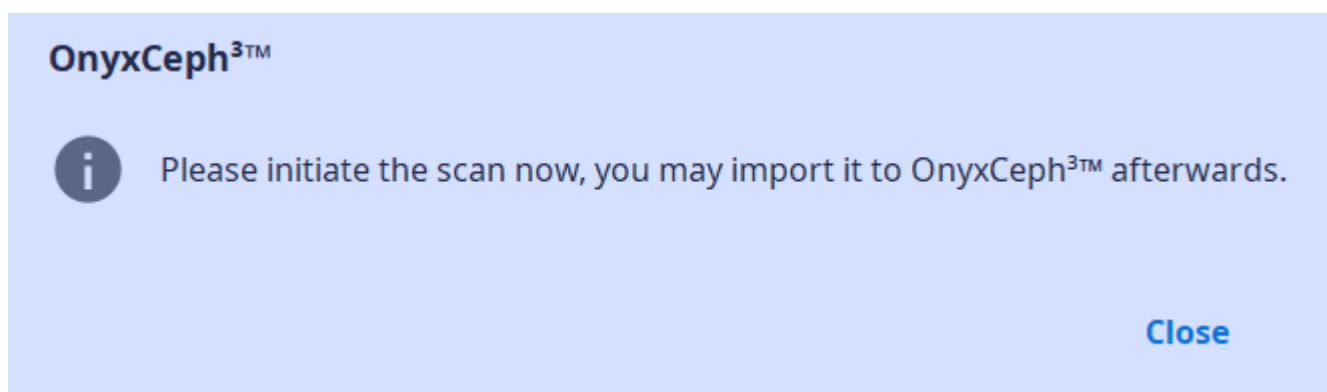 OnyxCeph³™
Please initiate the scan now, you may import it to OnyxCeph³™ afterwards.
Close